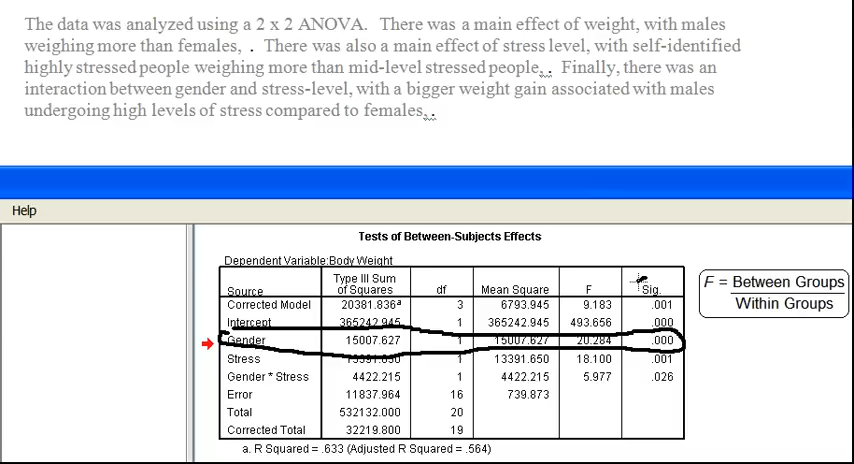 The data was analyzed using a 2 x 2 ANOVA. There was a main effect of weight, with males
weighing more than females, . There was also a main effect of stress level, with self-identified
highly stressed people weighing more than mid-level stressed people,. Finally, there was an
interaction between gender and stress-level, with a bigger weight gain associated with males
undergoing high levels of stress compared to females,.
Help
Tests of Between-Subjects Effects
Dependent Variable:Body Weight
Source Type III Sum of Squares df Mean Square F Sig.
Corrected Model 20381.836a 3 6793.945 9.183 .001
Intercept 365242.945 1 365242.945 493.656 .000
Gender 15007.627 1 15007.627 20.284 .000
Stress 1 13391.650 18.100 .001
Gender * Stress 4422.215 1 4422.215 5.977 .026
Error 11837.964 16 739.873
Total 532132.000 20
Corrected Total 32219.800 19
a. R Squared = .633 (Adjusted R Squared = .564)
F = Between Groups
Within Groups